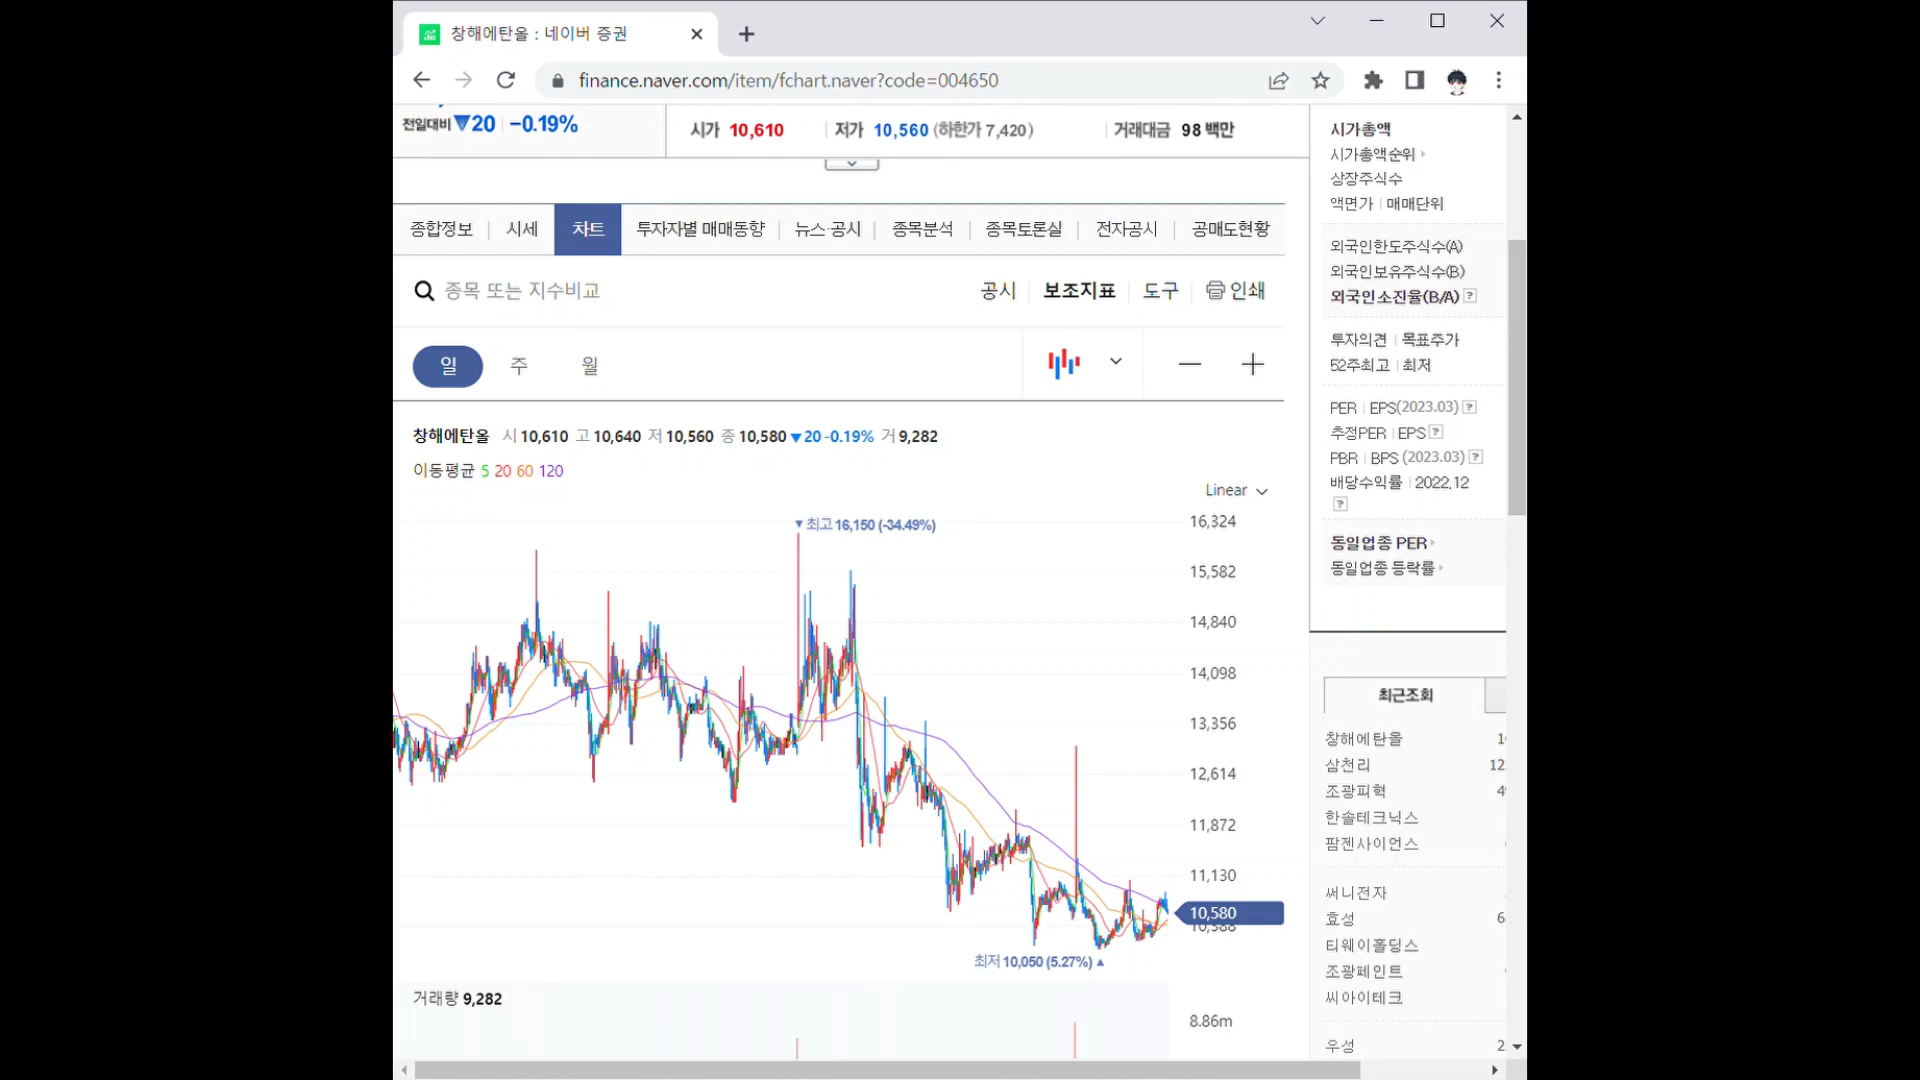 창해에탄올 : 네이버 증권
finance.naver.com/item/fchart.naver?code=004650
전일대비 ▼20 -0.19%
시가 10,610
저가 10,560 (하한가 7,420)
거래대금 98 백만
종합정보 시세 차트 투자자별 매매동향 뉴스·공시 종목분석 종목토론실 전자공시 공매도현황
종목 또는 지수비교
공시 보조지표 도구 인쇄
일 주 월
창해에탄올 시 10,610 고 10,640 저 10,560 종 10,580 ▼20 -0.19% 거 9,282
이동평균 5 20 60 120
Linear
최고 16,150 (-34.49%)
16,324
15,582
14,840
14,098
13,356
12,614
11,872
11,130
10,580
10,388
최저 10,050 (5.27%)
거래량 9,282
8.86m
시가총액
시가총액순위
상장주식수
액면가 | 매매단위
외국인한도주식수(A)
외국인보유주식수(B)
외국인소진율(B/A) ?
투자의견 | 목표주가
52주최고 | 최저
PER | EPS(2023.03) ?
추정PER | EPS ?
PBR | BPS (2023.03) ?
배당수익률 | 2022.12
?
동일업종 PER
동일업종 등락률
최근조회
창해에탄올
삼천리 12
조광피혁
한솔테크닉스
팜젠사이언스
써니전자
효성 6
티웨이홀딩스
조광페인트
씨아이테크
우성 2